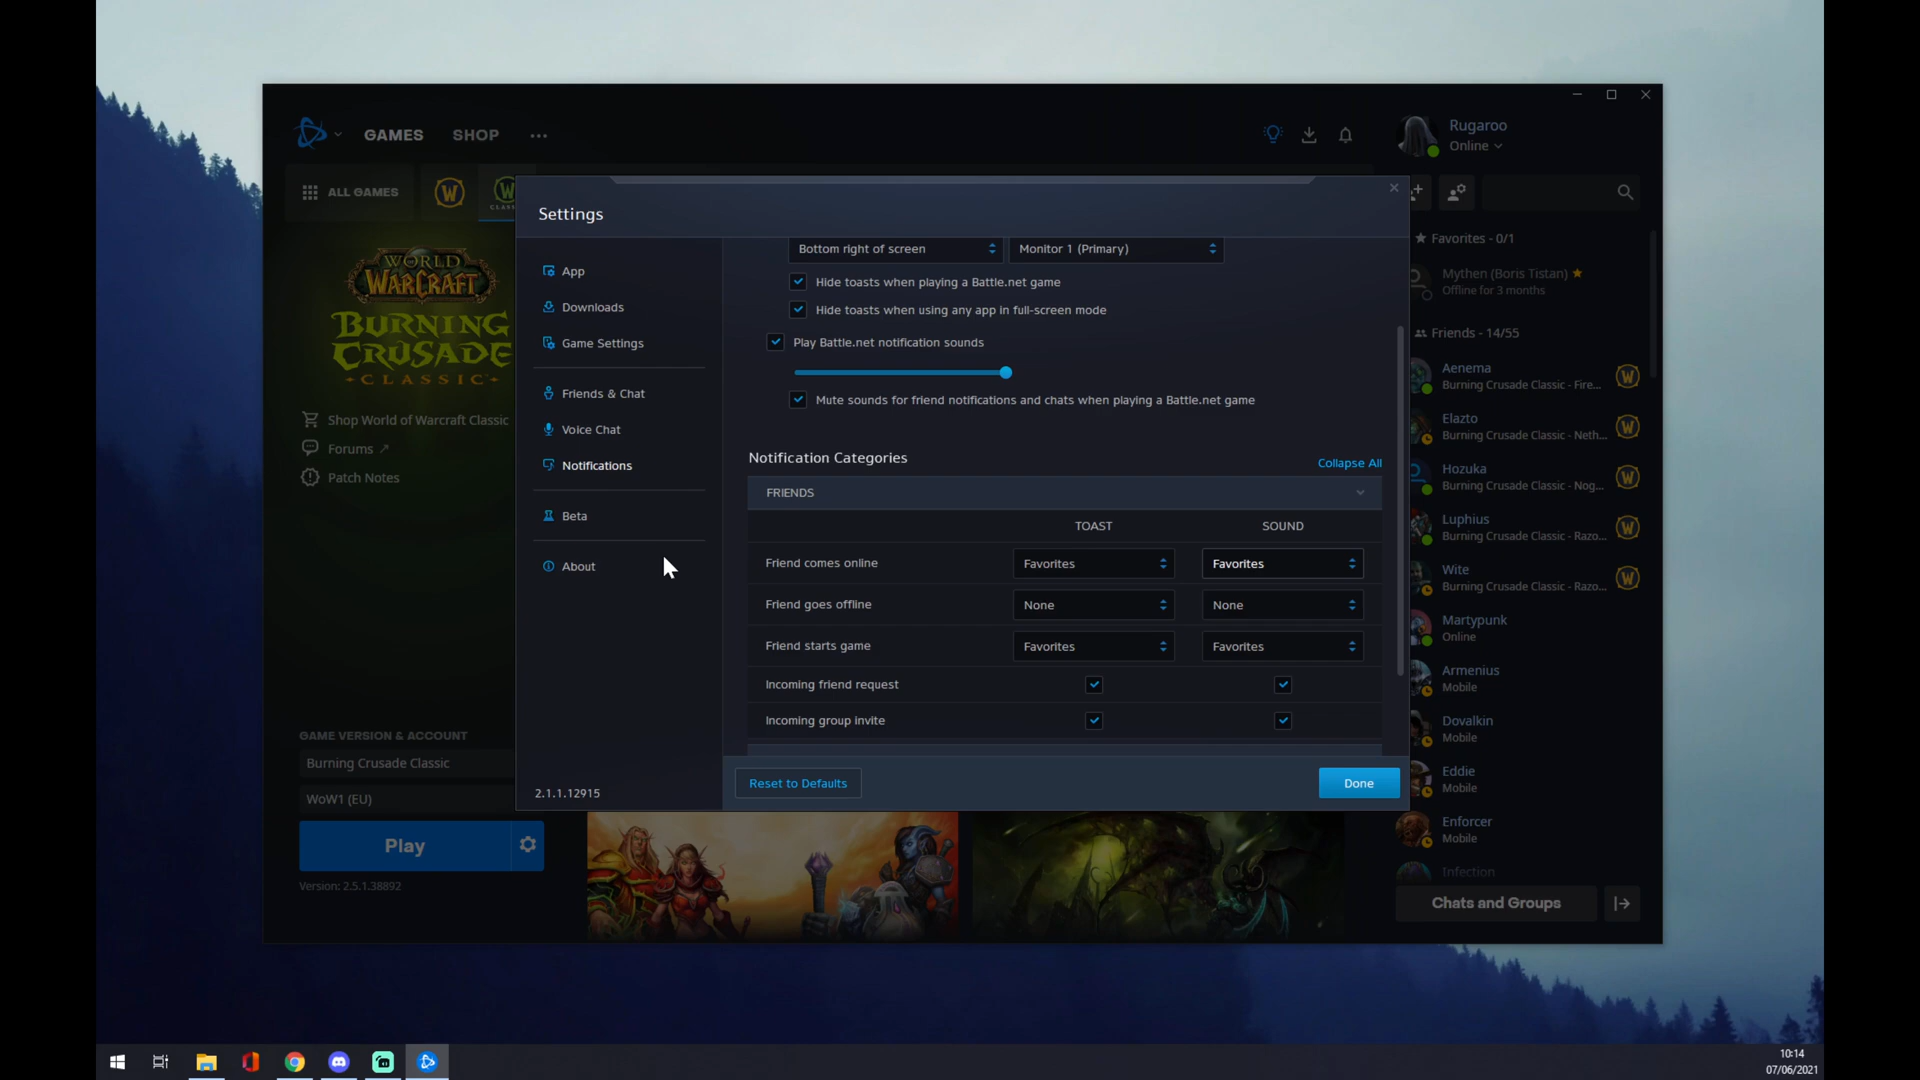 GAMES
SHOP
Rugaroo
Online
ALL GAMES
CLAS
Settings
Favorites - 0/1
Mythen (Boris Tistan)
Offline for 3 months
Friends - 14/55
Aenema
Burning Crusade Classic - Fire...
Elazto
Burning Crusade Classic - Neth...
Hozuka
Burning Crusade Classic - Nog...
Luphius
Burning Crusade Classic - Razo...
Wite
Burning Crusade Classic - Razo...
Martypunk
Online
Armenius
Mobile
Dovalkin
Mobile
Eddie
Mobile
Enforcer
Mobile
Infection
Chats and Groups
WORLD
OF
WARCRAFT
BURNING
CRUSADE
CLASSIC
Shop World of Warcraft Classic
Forums
Patch Notes
GAME VERSION & ACCOUNT
Burning Crusade Classic
WoW1 (EU)
Play
Version: 2.5.1.38892
App
Downloads
Game Settings
Friends & Chat
Voice Chat
Notifications
Beta
About
2.1.1.12915
Bottom right of screen
Monitor 1 (Primary)
Hide toasts when playing a Battle.net game
Hide toasts when using any app in full-screen mode
Play Battle.net notification sounds
Mute sounds for friend notifications and chats when playing a Battle.net game
Notification Categories
Collapse All
FRIENDS
TOAST
SOUND
Friend comes online
Favorites
Favorites
Friend goes offline
None
None
Friend starts game
Favorites
Favorites
Incoming friend request
Incoming group invite
Reset to Defaults
Done
10:14
07/06/2021